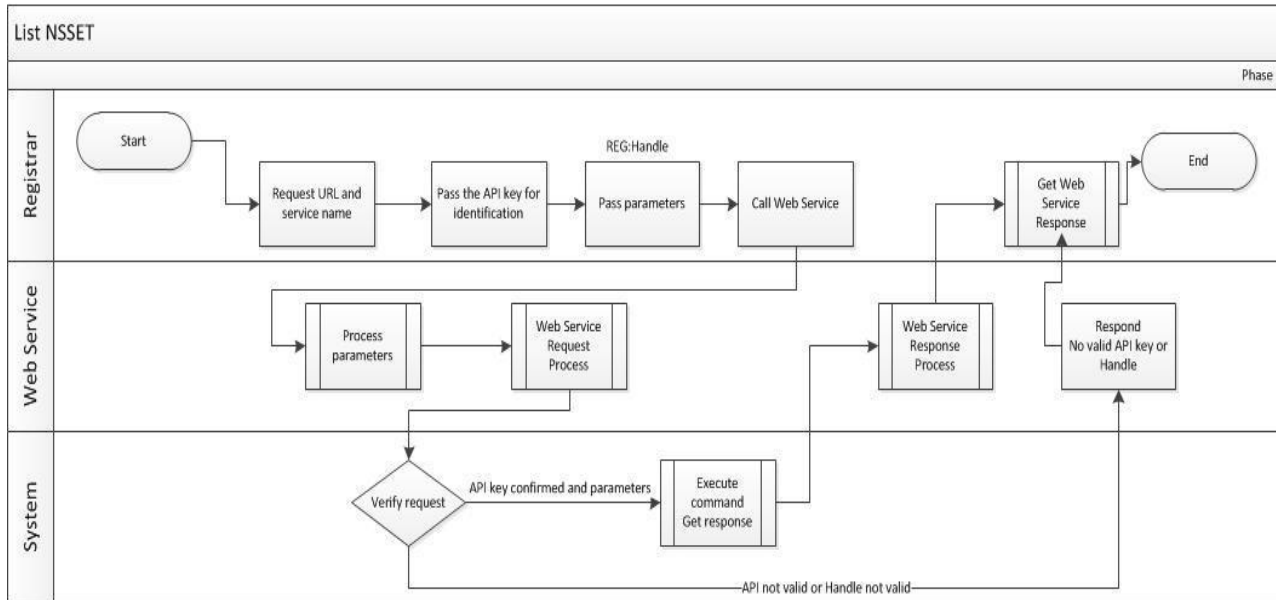 List NSSET
Phase
Registrar
Start
Request URL and
service name
Pass the API key for
identification
REG:Handle
Pass parameters
Call Web Service
Get Web
Service
Response
End
Web Service
Process
parameters
Web Service
Request
Process
Web Service
Response
Process
Respond
No valid API key or
Handle
System
Verify request
API key confirmed and parameters
Execute
command
Get response
API not valid or Handle not valid